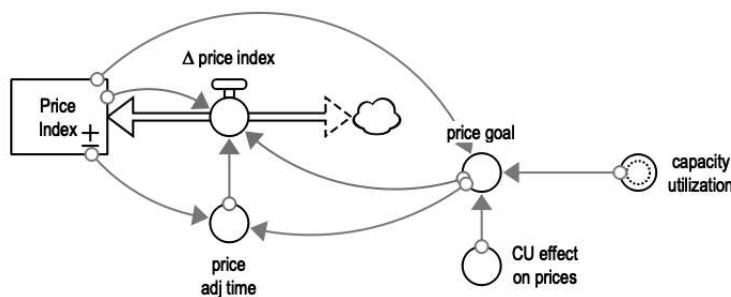 Δ price index
Price
Index
price goal
capacity
utilization
price
adj time
CU effect
on prices